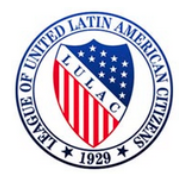 LEAGUE OF UNITED LATIN AMERICAN CITIZENS
LULAC
★ 1929 ★